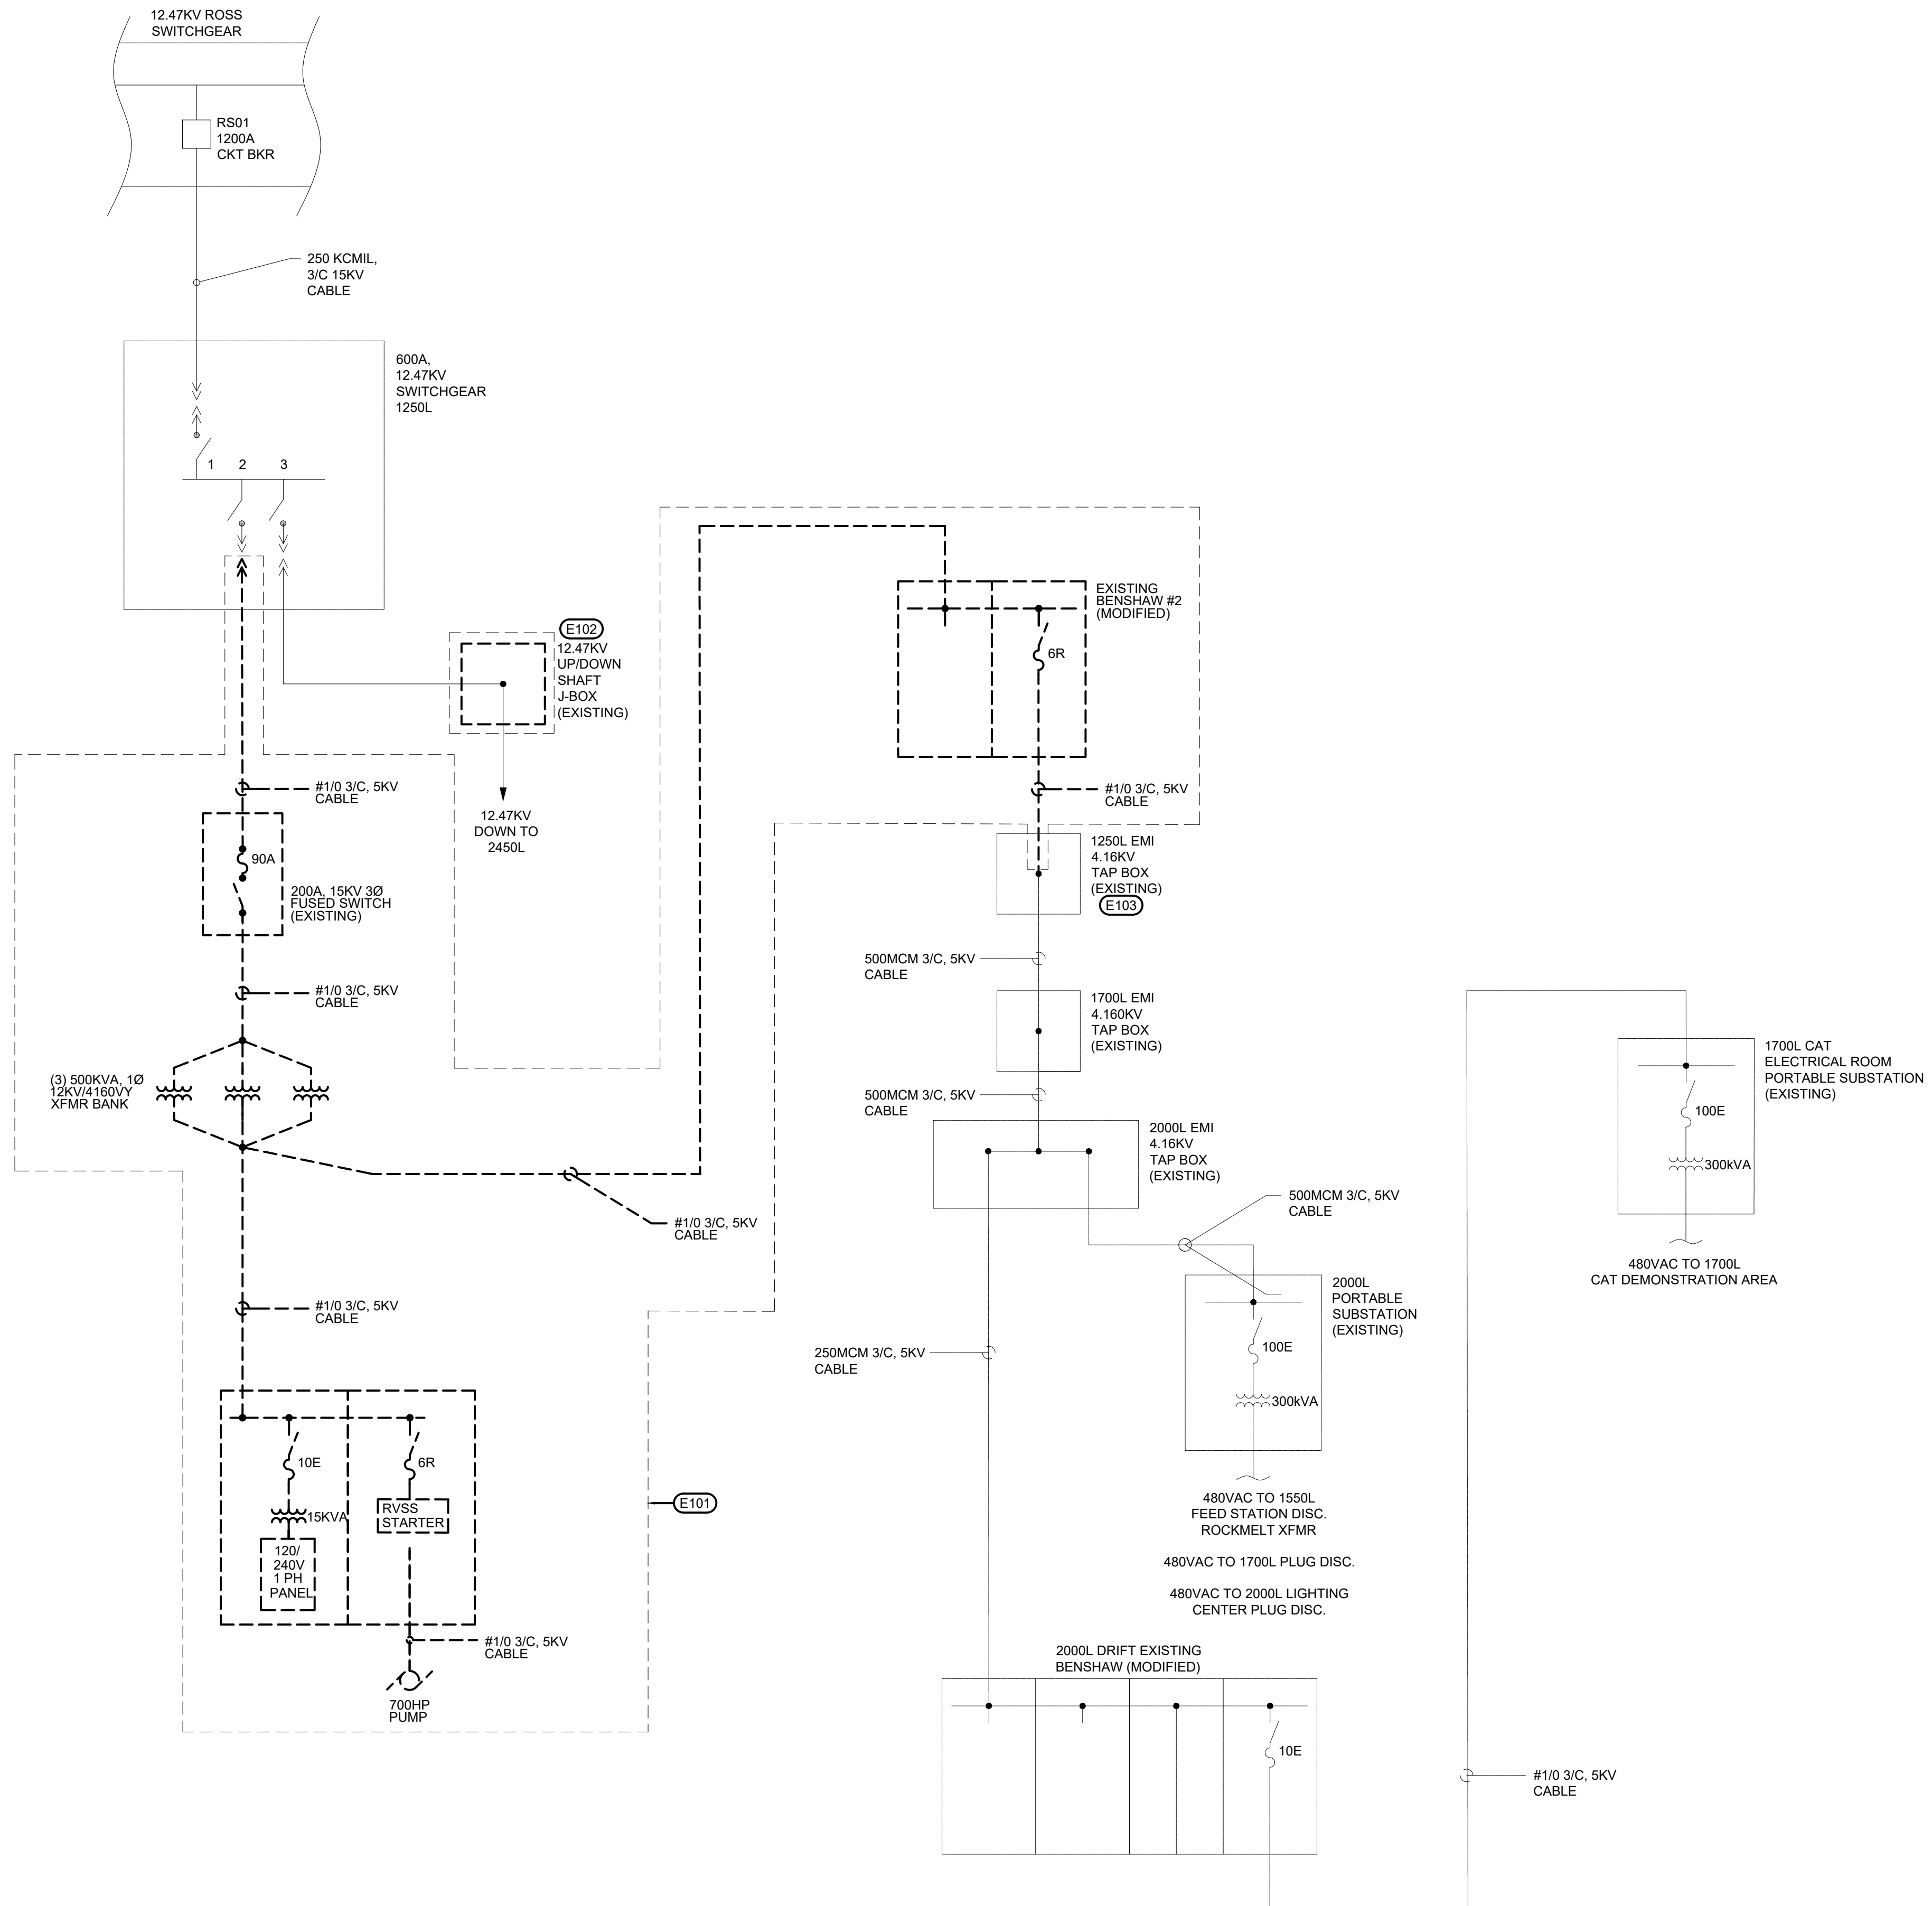 12.47KV ROSS
SWITCHGEAR
RS01
1200A
CKT BKR
250 KCMIL,
3/C 15KV
CABLE
600A,
12.47KV
SWITCHGEAR
1250L
1 2 3
E102
12.47KV
UP/DOWN
SHAFT
J-BOX
(EXISTING)
12.47KV
DOWN TO
2450L
#1/0 3/C, 5KV
CABLE
90A
200A, 15KV 3Ø
FUSED SWITCH
(EXISTING)
#1/0 3/C, 5KV
CABLE
(3) 500KVA, 1Ø
12KV/4160VY
XFMR BANK
#1/0 3/C, 5KV
CABLE
#1/0 3/C, 5KV
CABLE
10E
15KVA
120/
240V
1 PH
PANEL
6R
RVSS
STARTER
#1/0 3/C, 5KV
CABLE
700HP
PUMP
E101
EXISTING
BENSHAW #2
(MODIFIED)
6R
#1/0 3/C, 5KV
CABLE
1250L EMI
4.16KV
TAP BOX
(EXISTING)
E103
500MCM 3/C, 5KV
CABLE
1700L EMI
4.160KV
TAP BOX
(EXISTING)
500MCM 3/C, 5KV
CABLE
2000L EMI
4.16KV
TAP BOX
(EXISTING)
500MCM 3/C, 5KV
CABLE
2000L
PORTABLE
SUBSTATION
(EXISTING)
100E
300kVA
250MCM 3/C, 5KV
CABLE
480VAC TO 1550L
FEED STATION DISC.
ROCKMELT XFMR
480VAC TO 1700L PLUG DISC.
480VAC TO 2000L LIGHTING
CENTER PLUG DISC.
2000L DRIFT EXISTING
BENSHAW (MODIFIED)
10E
1700L CAT
ELECTRICAL ROOM
PORTABLE SUBSTATION
(EXISTING)
100E
300kVA
480VAC TO 1700L
CAT DEMONSTRATION AREA
#1/0 3/C, 5KV
CABLE